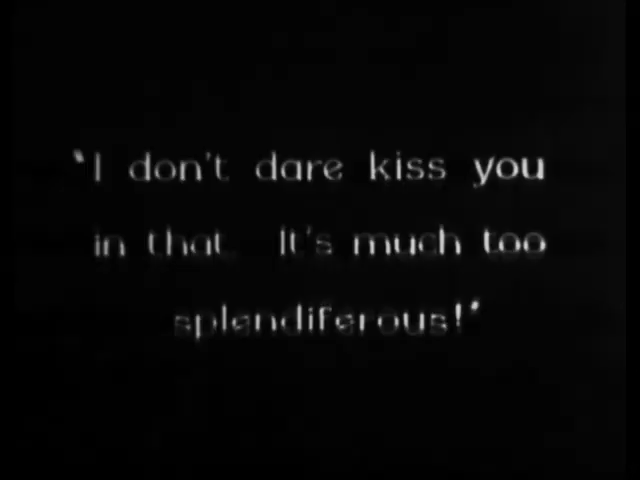 "I don't dare kiss you
in that. It's much too
splendiferous!"